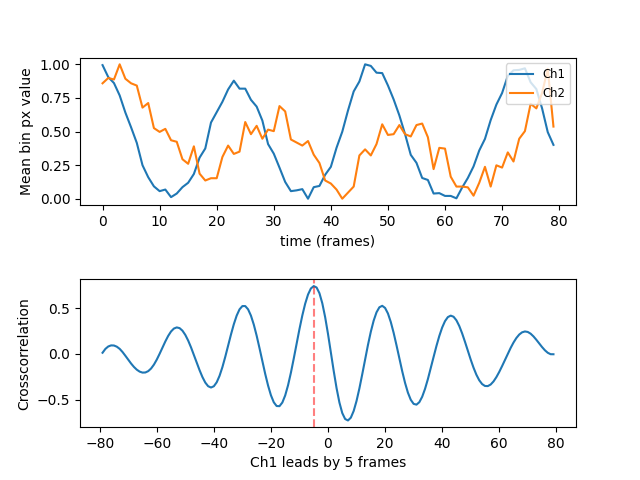 1.00
0.75
0.50
0.25
0.00
Mean bin px value
Ch1
Ch2
0 10 20 30 40 50 60 70 80
time (frames)
0.5
0.0
−0.5
Crosscorrelation
−80 −60 −40 −20 0 20 40 60 80
Ch1 leads by 5 frames